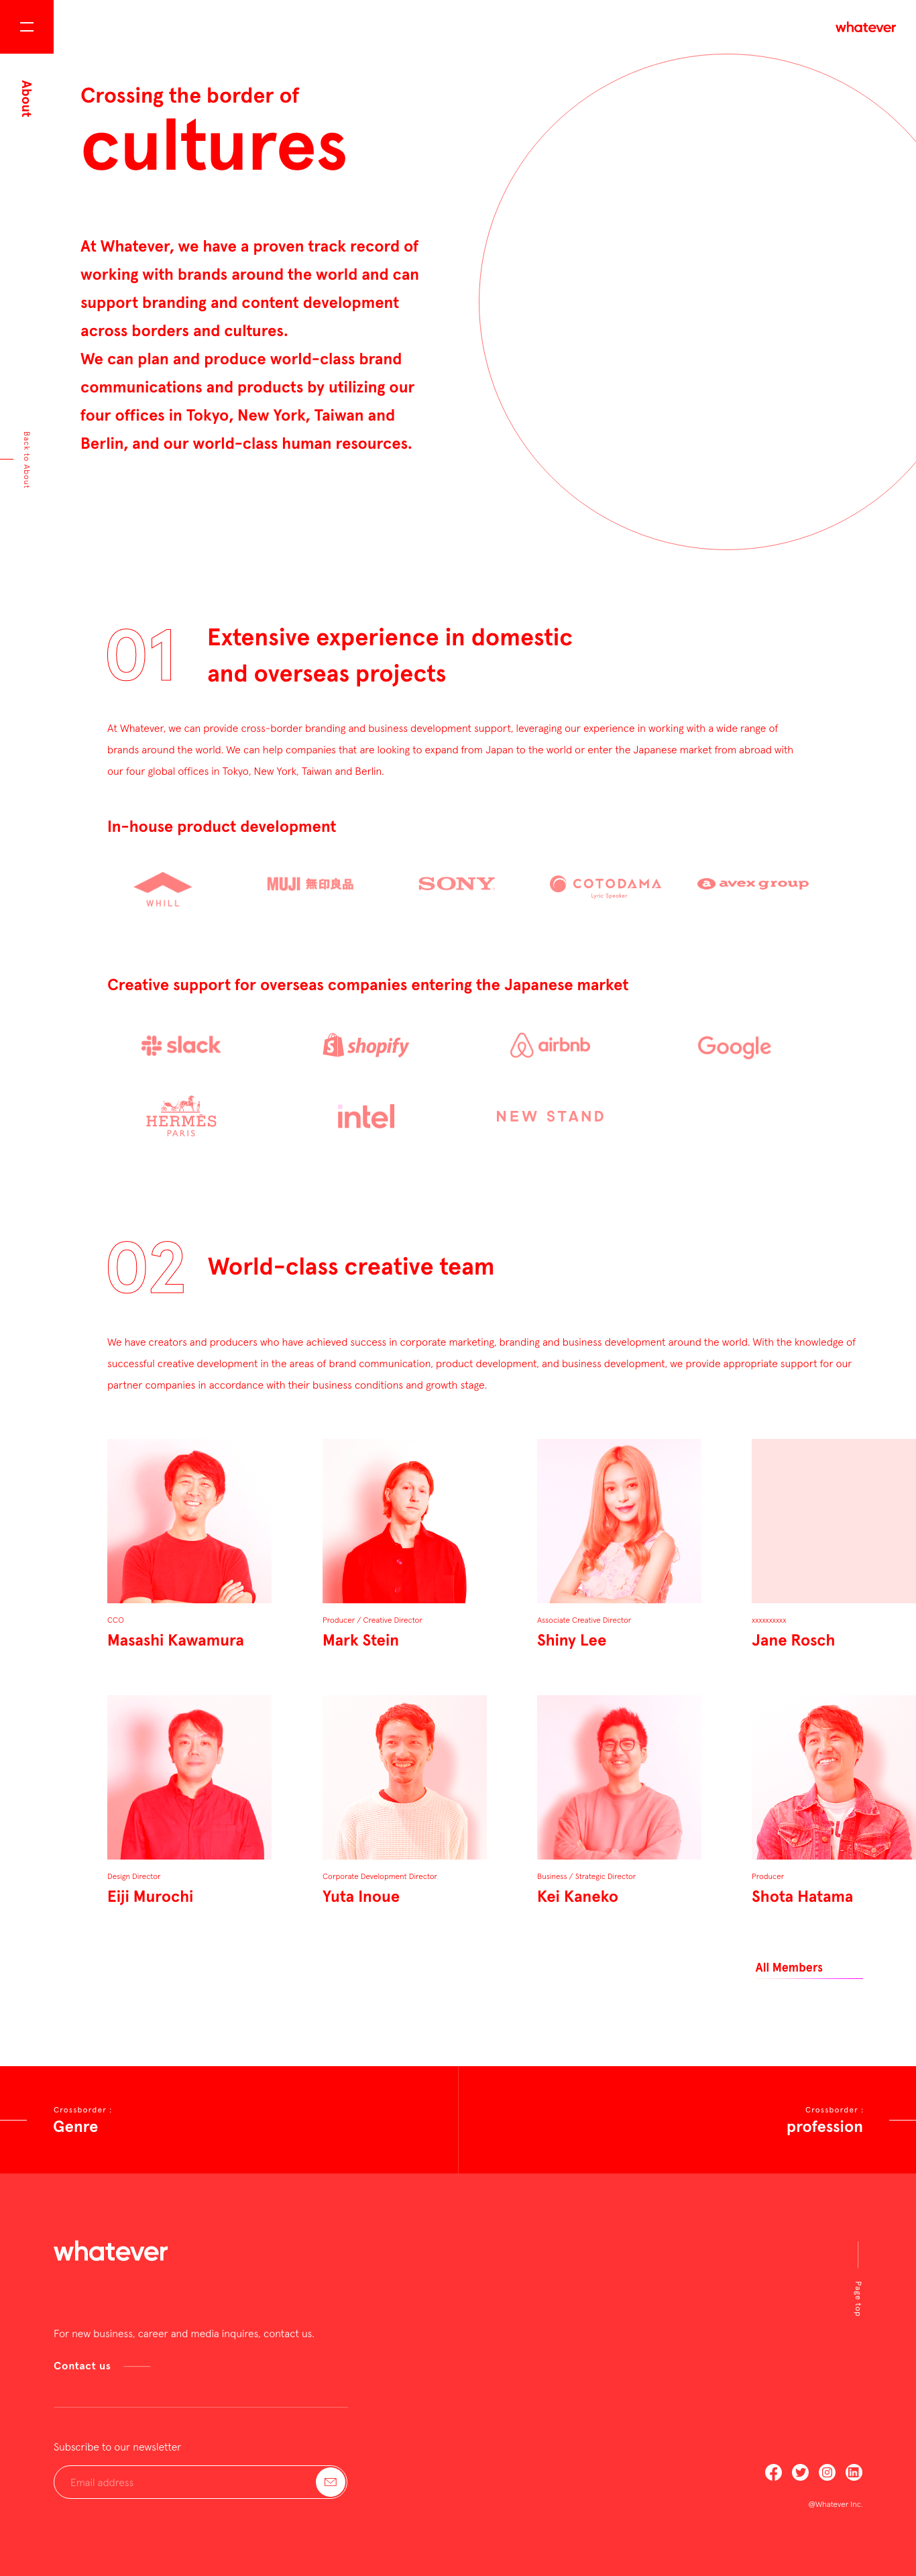 whatever
About
Crossing the border of
cultures
At Whatever, we have a proven track record of
working with brands around the world and can
support branding and content development
across borders and cultures.
We can plan and produce world-class brand
communications and products by utilizing our
four offices in Tokyo, New York, Taiwan and
Berlin, and our world-class human resources.
Back to About
01
Extensive experience in domestic
and overseas projects
At Whatever, we can provide cross-border branding and business development support, leveraging our experience in working with a wide range of
brands around the world. We can help companies that are looking to expand from Japan to the world or enter the Japanese market from abroad with
our four global offices in Tokyo, New York, Taiwan and Berlin.
In-house product development
WHILL
MUJI 無印良品
SONY
COTODAMA
Lyric Speaker
a avex group
Creative support for overseas companies entering the Japanese market
slack
shopify
airbnb
Google
HERMÈS
PARIS
intel
NEW STAND
02
World-class creative team
We have creators and producers who have achieved success in corporate marketing, branding and business development around the world. With the knowledge of
successful creative development in the areas of brand communication, product development, and business development, we provide appropriate support for our
partner companies in accordance with their business conditions and growth stage.
CCO
Masashi Kawamura
Producer / Creative Director
Mark Stein
Associate Creative Director
Shiny Lee
xxxxxxxxxx
Jane Rosch
Design Director
Eiji Murochi
Corporate Development Director
Yuta Inoue
Business / Strategic Director
Kei Kaneko
Producer
Shota Hatama
All Members
Crossborder :
Genre
Crossborder :
profession
whatever
Page top
For new business, career and media inquires, contact us.
Contact us
Subscribe to our newsletter
Email address
@Whatever Inc.